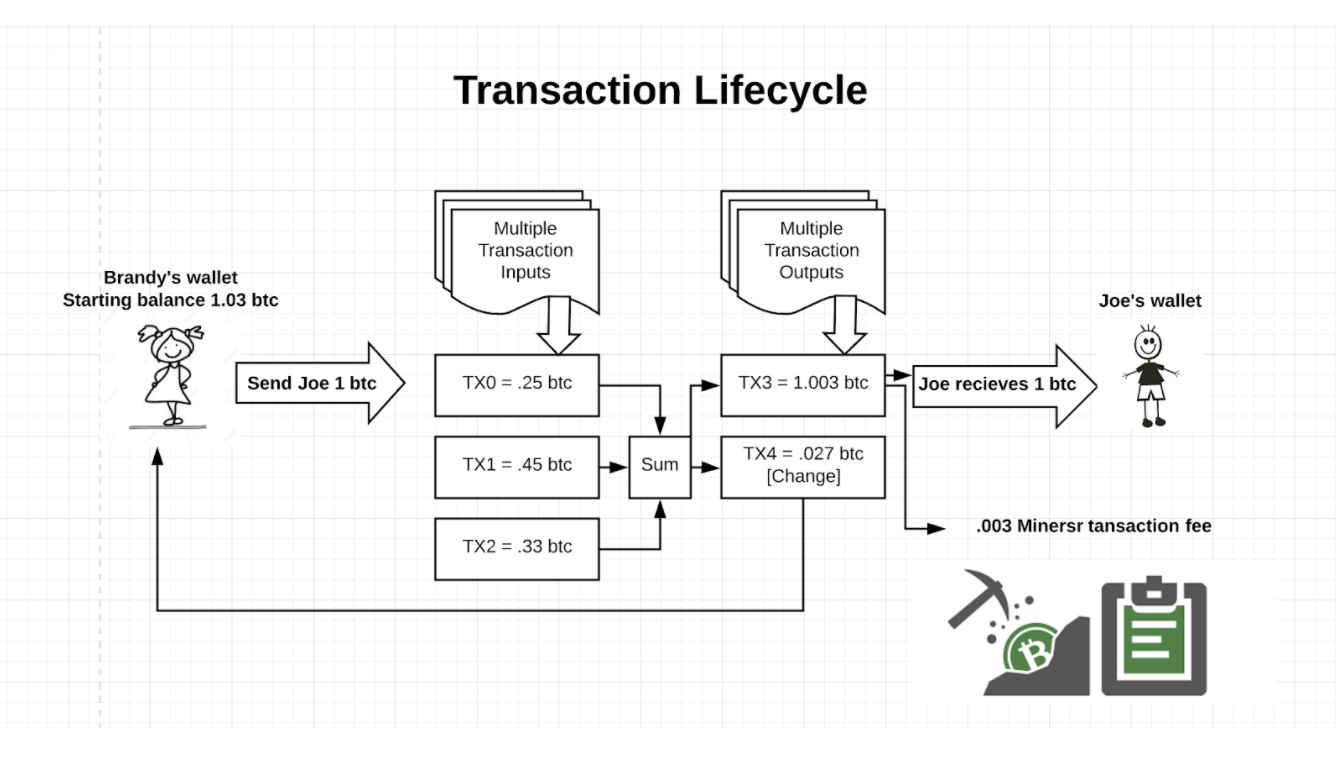 Transaction Lifecycle
Multiple
Transaction
Inputs
Multiple
Transaction
Outputs
Brandy's wallet
Starting balance 1.03 btc
Joe's wallet
Send Joe 1 btc
TX0 = .25 btc
TX3 = 1.003 btc
Joe recieves 1 btc
TX1 = .45 btc
Sum
TX4 = .027 btc
[Change]
TX2 = .33 btc
.003 Minersr tansaction fee